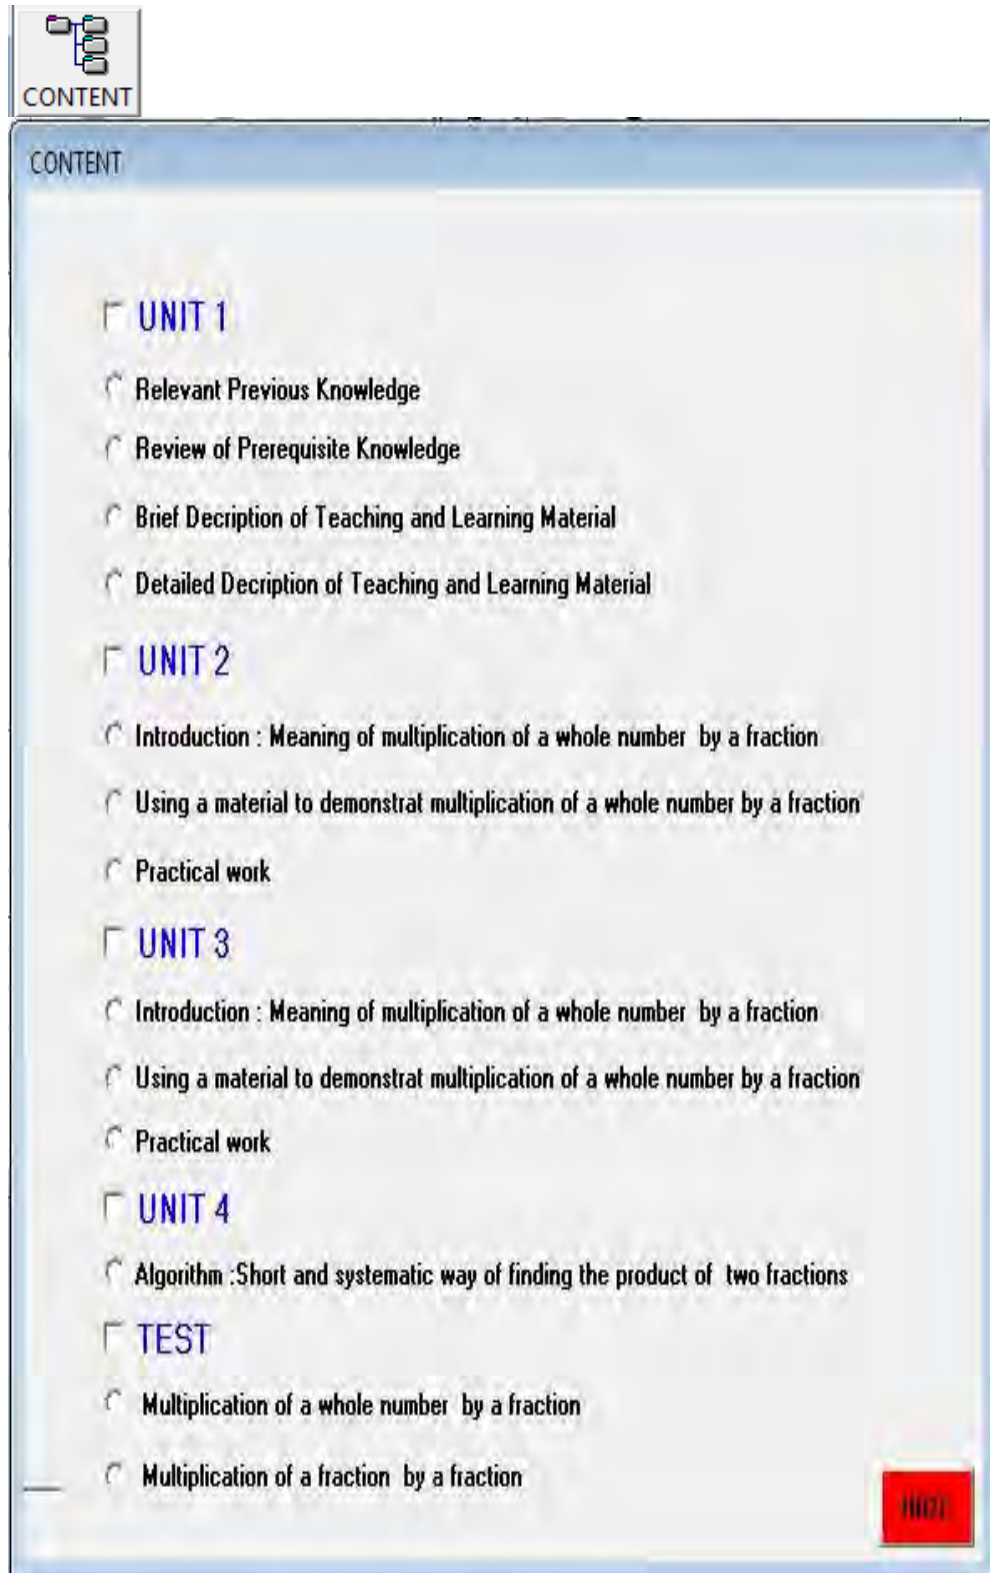 CONTENT
CONTENT
UNIT 1
Relevant Previous Knowledge
Review of Prerequisite Knowledge
Brief Decription of Teaching and Learning Material
Detailed Decription of Teaching and Learning Material
UNIT 2
Introduction : Meaning of multiplication of a whole number by a fraction
Using a material to demonstrat multiplication of a whole number by a fraction
Practical work
UNIT 3
Introduction : Meaning of multiplication of a whole number by a fraction
Using a material to demonstrat multiplication of a whole number by a fraction
Practical work
UNIT 4
Algorithm :Short and systematic way of finding the product of two fractions
TEST
Multiplication of a whole number by a fraction
Multiplication of a fraction by a fraction